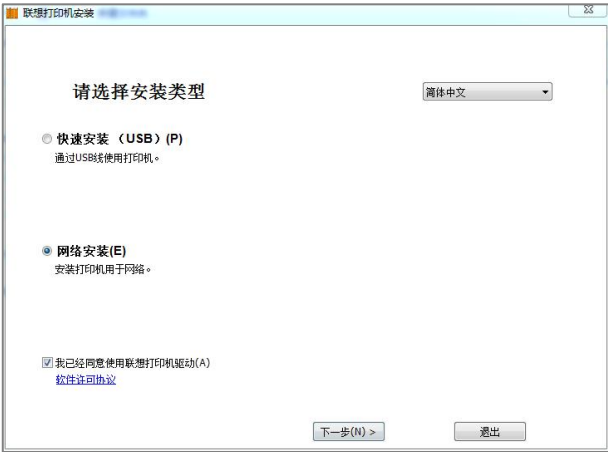 联想打印机安装
请选择安装类型
简体中文
快速安装 （USB）(P)
通过USB线使用打印机。
网络安装(E)
安装打印机用于网络。
我已经同意使用联想打印机驱动(A)
软件许可协议
下一步(N) >
退出